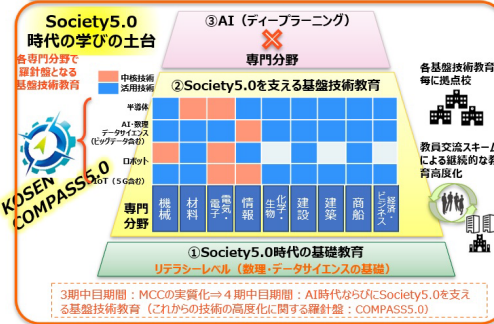 Society5.0
時代の学びの土台
各専門分野で
羅針盤となる
基盤技術教育
③AI（ディープラーニング）
専門分野
中核技術
活用技術
②Society5.0を支える基盤技術教育
半導体
AI・数理
データサイエンス
(ビッグデータ含む)
ロボット
IoT（5G含む）
KOSEN
COMPASS5.0
専門
分野
機械
材料
電気・電子
情報
化学・生物
建設
建築
商船
経済・ビジネス
各基盤技術教育
毎に拠点校
教員交流スキーム
による継続的な教
育高度化
①Society5.0時代の基礎教育
リテラシーレベル（数理・データサイエンスの基礎）
3期中目期間：MCCの実質化⇒４期中目期間：AI時代ならびにSociety5.0を支え
る基盤技術教育（これからの技術の高度化に関する羅針盤：COMPASS5.0）